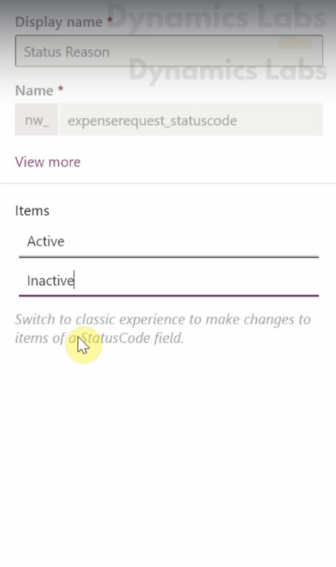 Dynamics Labs
Display name *
Status Reason
Dynamics Labs
Name *
nw_ expenserequest_statuscode
View more
Items
Active
Inactive
Switch to classic experience to make changes to
items of a StatusCode field.